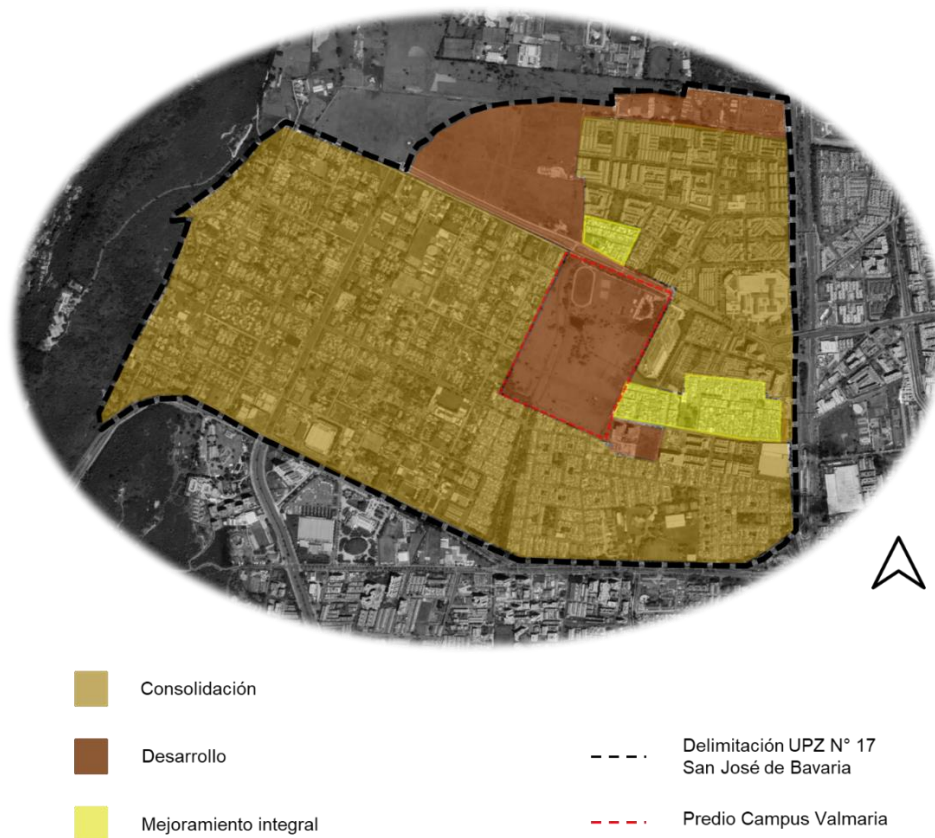 Consolidación
Desarrollo
Mejoramiento integral
Delimitación UPZ N° 17
San José de Bavaria
Predio Campus Valmaria